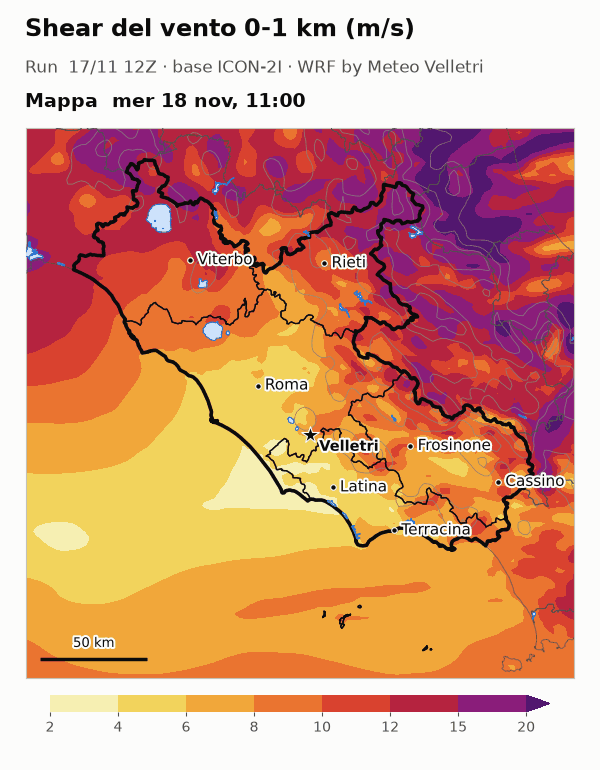 Shear del vento 0-1 km (m/s)
Run  17/11 12Z · base ICON-2I · WRF by Meteo Velletri
Mappa  mer 18 nov, 11:00
Viterbo
Rieti
Roma
Velletri
Frosinone
Cassino
Latina
Terracina
50 km
2 4 6 8 10 12 15 20